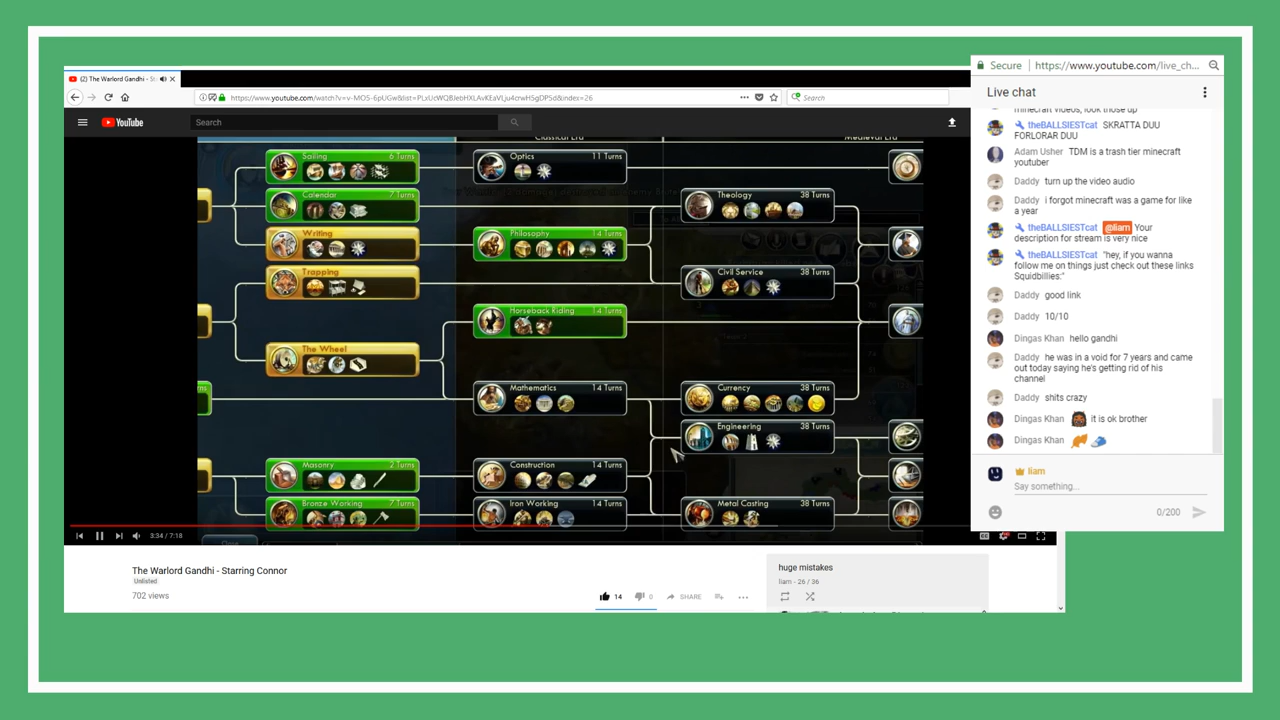 (2) The Warlord Gandhi - St
https://www.youtube.com/watch?v=v-MO5-6pUGw&list=PLxUcWQBJebHXLAvKEaVLju4crwH5gDP5d&index=26
Search
YouTube
Search
Classical Era
Medieval Era
Sailing 6 Turns
Optics 11 Turns
Calendar 7 Turns
Theology 38 Turns
Writing
Philosophy 14 Turns
Trapping
Civil Service 38 Turns
Horseback Riding 14 Turns
The Wheel
Mathematics 14 Turns
Currency 38 Turns
Engineering 38 Turns
Masonry 2 Turns
Construction 14 Turns
Bronze Working 7 Turns
Iron Working 14 Turns
Metal Casting 38 Turns
3:34 / 7:18
The Warlord Gandhi - Starring Connor
Unlisted
702 views
14
0
SHARE
huge mistakes
liam - 26 / 36
Secure
https://www.youtube.com/live_ch...
Live chat
minecraft videos, look those up
theBALLSIESTcat SKRATTA DUU
FORLORAR DUU
Adam Usher TDM is a trash tier minecraft
youtuber
Daddy turn up the video audio
Daddy i forgot minecraft was a game for like
a year
theBALLSIESTcat @liam Your
description for stream is very nice
theBALLSIESTcat "hey, if you wanna
follow me on things just check out these links
Squidbillies:"
Daddy good link
Daddy 10/10
Dingas Khan hello gandhi
Daddy he was in a void for 7 years and came
out today saying he's getting rid of his
channel
Daddy shits crazy
Dingas Khan it is ok brother
Dingas Khan
liam
Say something...
0/200